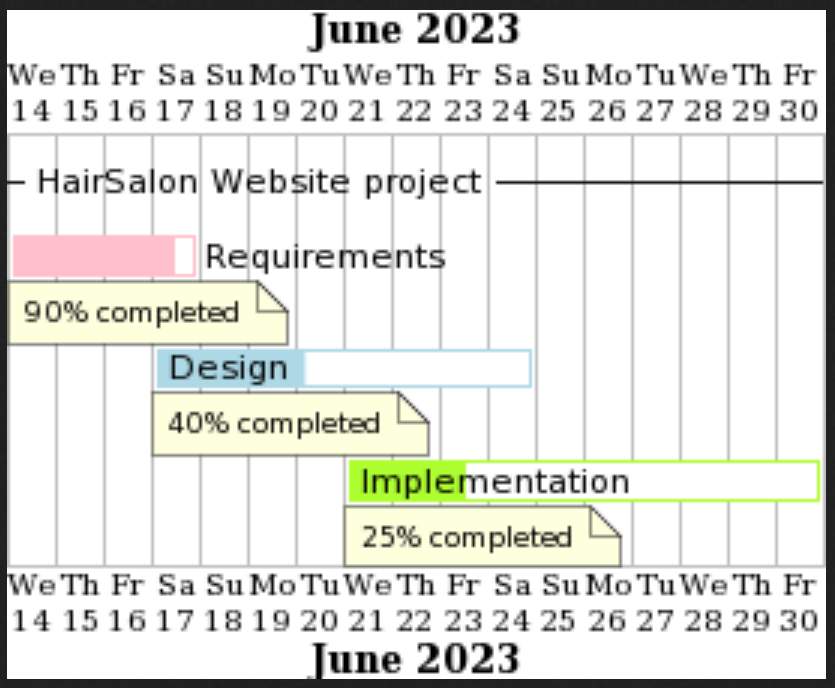 June 2023
We Th Fr Sa Su Mo Tu We Th Fr Sa Su Mo Tu We Th Fr
14 15 16 17 18 19 20 21 22 23 24 25 26 27 28 29 30
HairSalon Website project
Requirements
90% completed
Design
40% completed
Implementation
25% completed
We Th Fr Sa Su Mo Tu We Th Fr Sa Su Mo Tu We Th Fr
14 15 16 17 18 19 20 21 22 23 24 25 26 27 28 29 30
June 2023